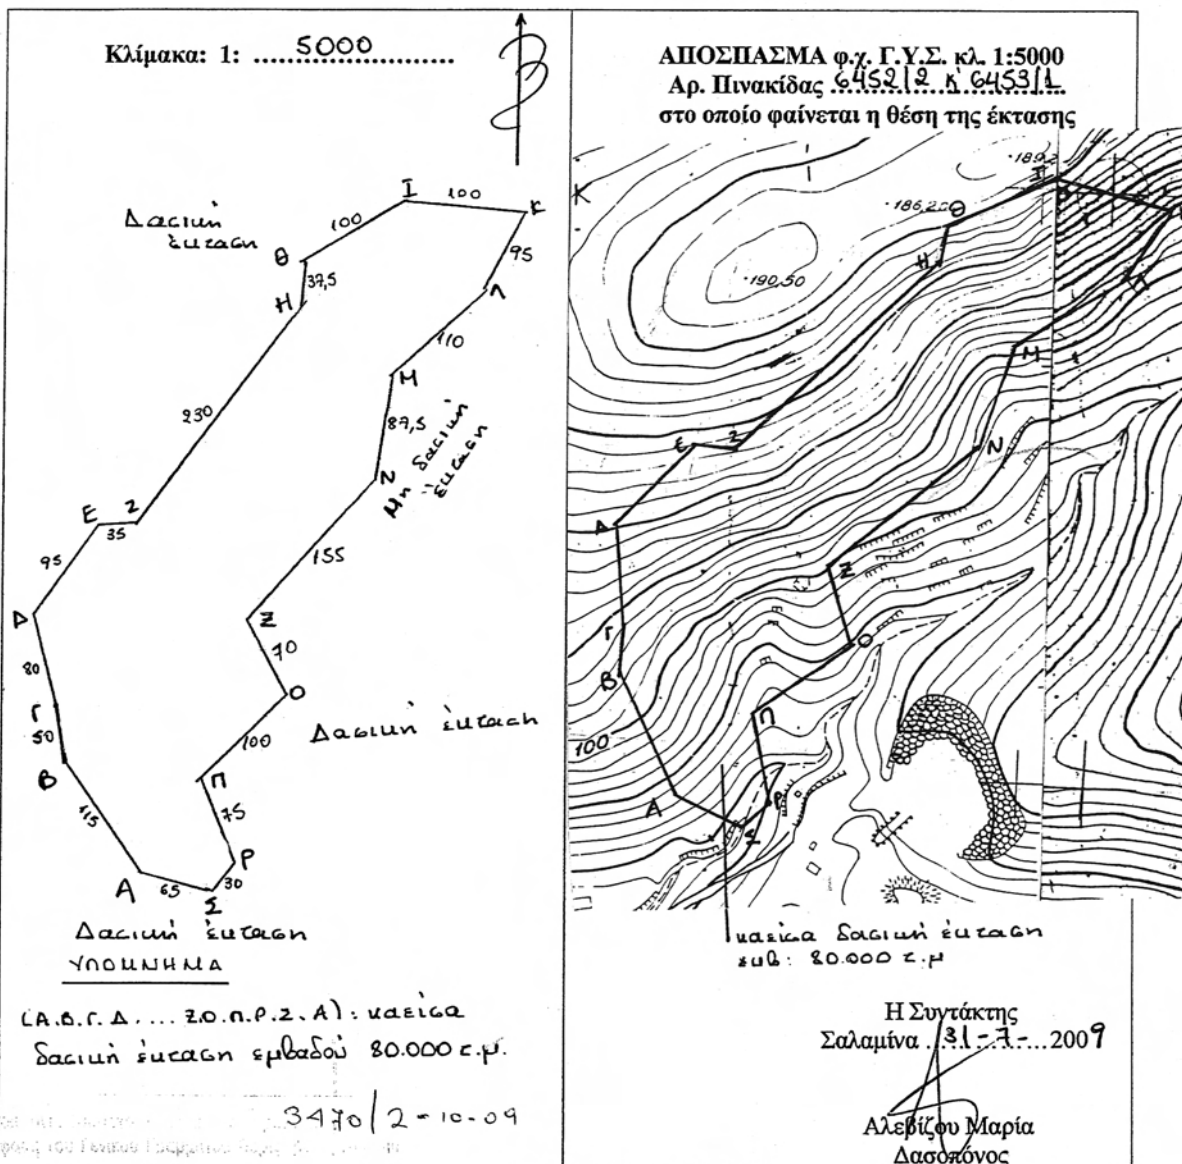 Κλίμακα: 1: 5000
Δασική
έκταση
Ι
100
Κ
Θ
100
95
37,5
Η
Λ
110
Μ
230
87,5
Μη δασική
έκταση
Ν
Ε
Ζ
35
95
155
Δ
Ξ
80
70
Γ
Ο
50
100
Δασική έκταση
Β
Π
115
75
Ρ
Α
65
30
Σ
Δασική έκταση
ΥΠΟΜΝΗΜΑ
(Α.Β.Γ.Δ.... Ξ.Ο.Π.Ρ.Σ.Α): καείσα
δασική έκταση εμβαδού 80.000 τ.μ.
3470/2-10-09
ΑΠΟΣΠΑΣΜΑ φ.χ. Γ.Υ.Σ. κλ. 1:5000
Αρ. Πινακίδας 6452/2 κ' 6453/1
στο οποίο φαίνεται η θέση της έκτασης
189,2
Ι
Κ
186,20
Θ
Η
190,50
Λ
Μ
Ε
Ζ
Ν
Δ
Ξ
Γ
Ο
Β
Π
100
Α
Ρ
Σ
καείσα δασική έκταση
εμβ: 80.000 τ.μ
Η Συντάκτης
Σαλαμίνα 31-7-2009
Αλεβίζου Μαρία
Δασοπόνος